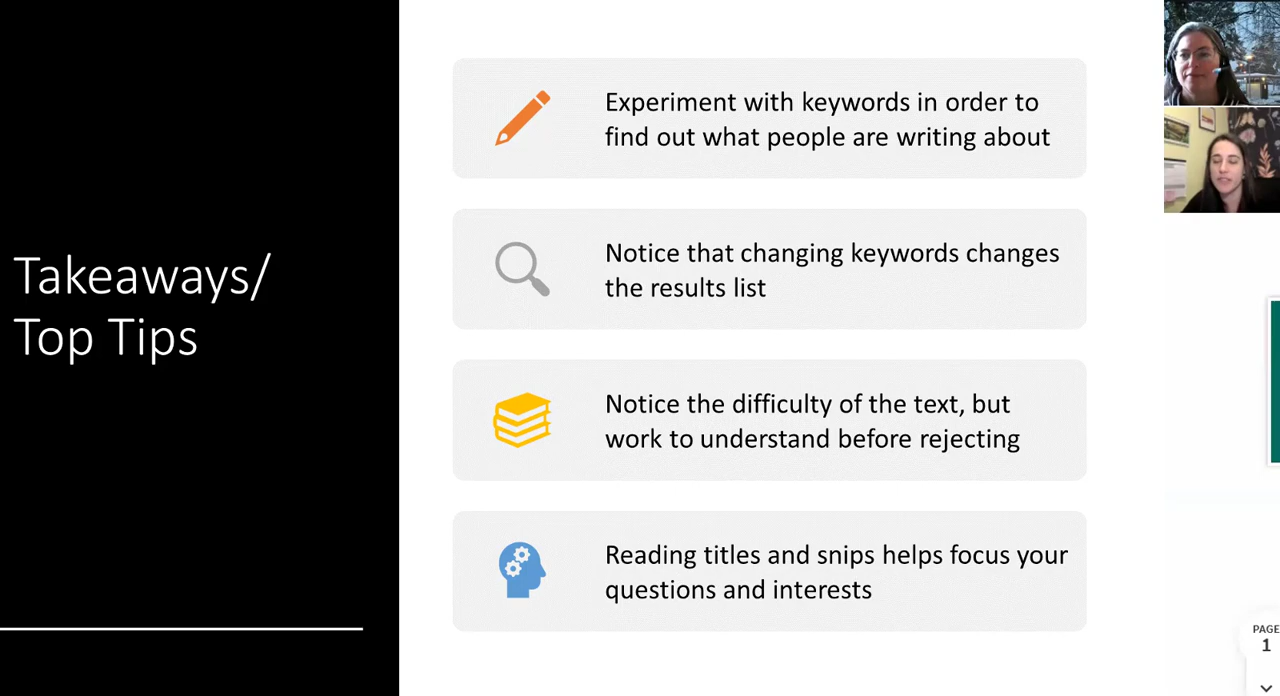 Takeaways/
Top Tips
Experiment with keywords in order to
find out what people are writing about
Notice that changing keywords changes
the results list
Notice the difficulty of the text, but
work to understand before rejecting
Reading titles and snips helps focus your
questions and interests
PAGE
1